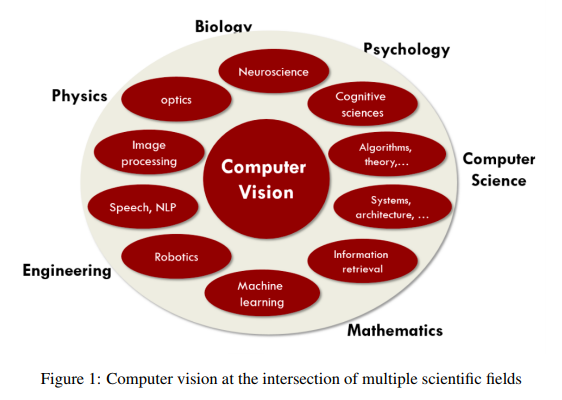 Biology
Psychology
Neuroscience
Physics
optics
Cognitive
sciences
Image
processing
Algorithms,
theory,...
Computer
Vision
Computer
Science
Speech, NLP
Systems,
architecture, ...
Robotics
Information
retrieval
Engineering
Machine
learning
Mathematics
Figure 1: Computer vision at the intersection of multiple scientific fields